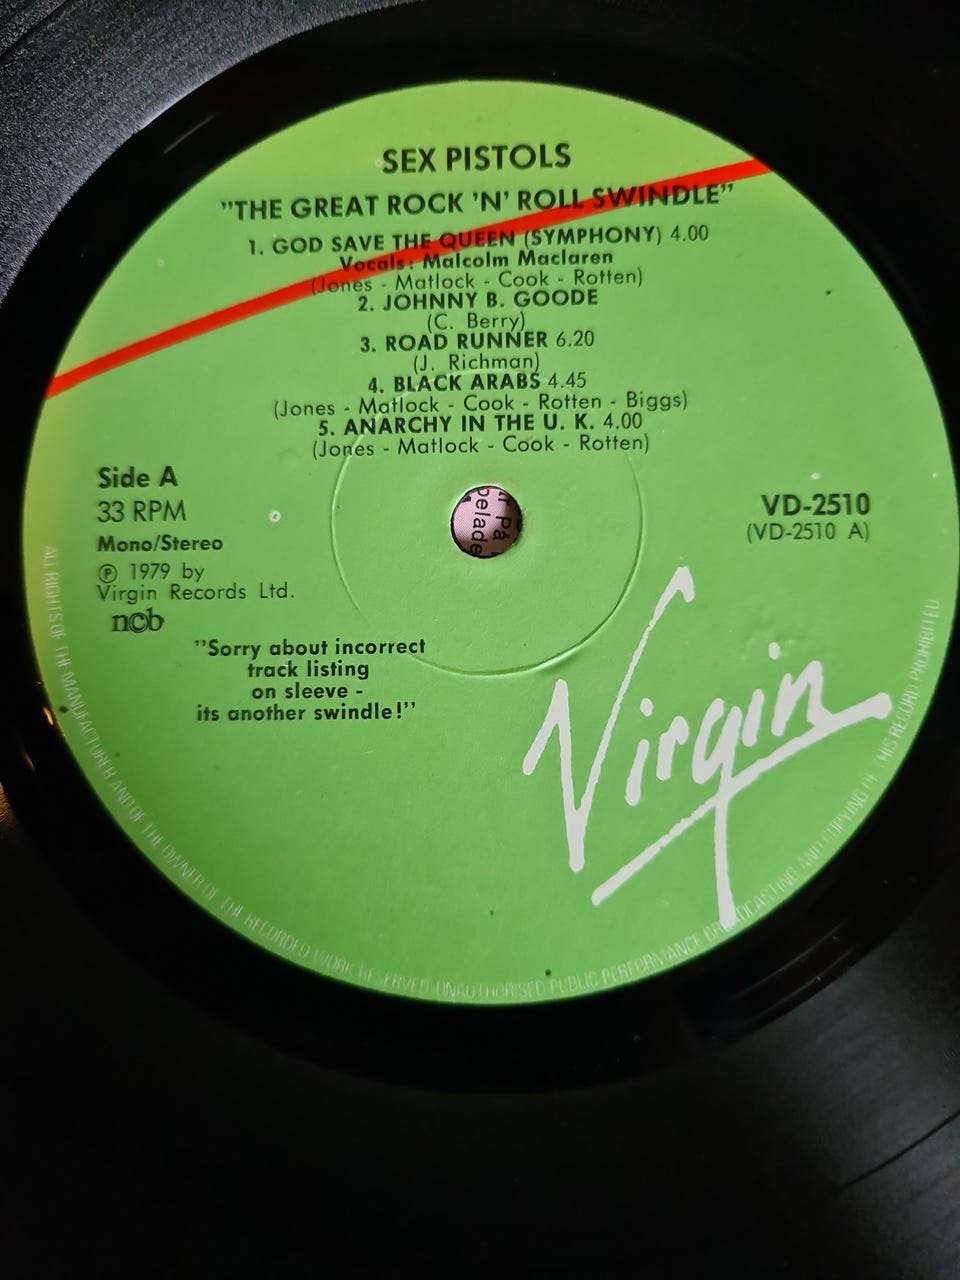 SEX PISTOLS
"THE GREAT ROCK 'N' ROLL SWINDLE"
1. GOD SAVE THE QUEEN (SYMPHONY) 4.00
Vocals: Malcolm Maclaren
(Jones - Matlock - Cook - Rotten)
2. JOHNNY B. GOODE
(C. Berry)
3. ROAD RUNNER 6.20
(J. Richman)
4. BLACK ARABS 4.45
(Jones - Matlock - Cook - Rotten - Biggs)
5. ANARCHY IN THE U. K. 4.00
(Jones - Matlock - Cook - Rotten)
Side A
33 RPM
Mono/Stereo
℗ 1979 by
Virgin Records Ltd.
ncb
VD-2510
(VD-2510 A)
"Sorry about incorrect
track listing
on sleeve -
its another swindle!"
Virgin
ALL RIGHTS OF THE MANUFACTURER AND OF THE OWNER OF THE RECORDED WORK RESERVED. UNAUTHORISED PUBLIC PERFORMANCE BROADCASTING AND COPYING OF THIS RECORD PROHIBITED